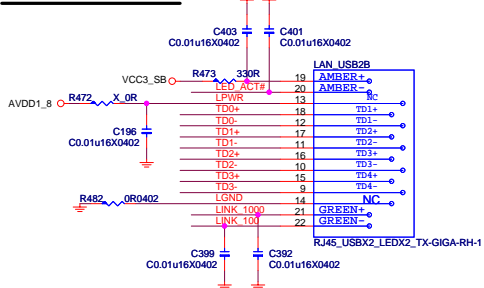 C403
C0.01u16X0402
C401
C0.01u16X0402
LAN_USB2B
VCC3_SB
R473
330R
19
AMBER+
LED_ACT#
20
AMBER-
AVDD1_8
R472
X_0R
LPWR
13
NC
TD0+
18
TD1+
C196
C0.01u16X0402
TD0-
12
TD1-
TD1+
17
TD2+
TD1-
11
TD2-
TD2+
16
TD3+
TD2-
10
TD3-
TD3+
15
TD4+
TD3-
9
TD4-
R482
0R0402
LGND
14
NC
LINK_1000
21
GREEN+
LINK_100
22
GREEN-
RJ45_USBX2_LEDX2_TX-GIGA-RH-1
C399
C0.01u16X0402
C392
C0.01u16X0402